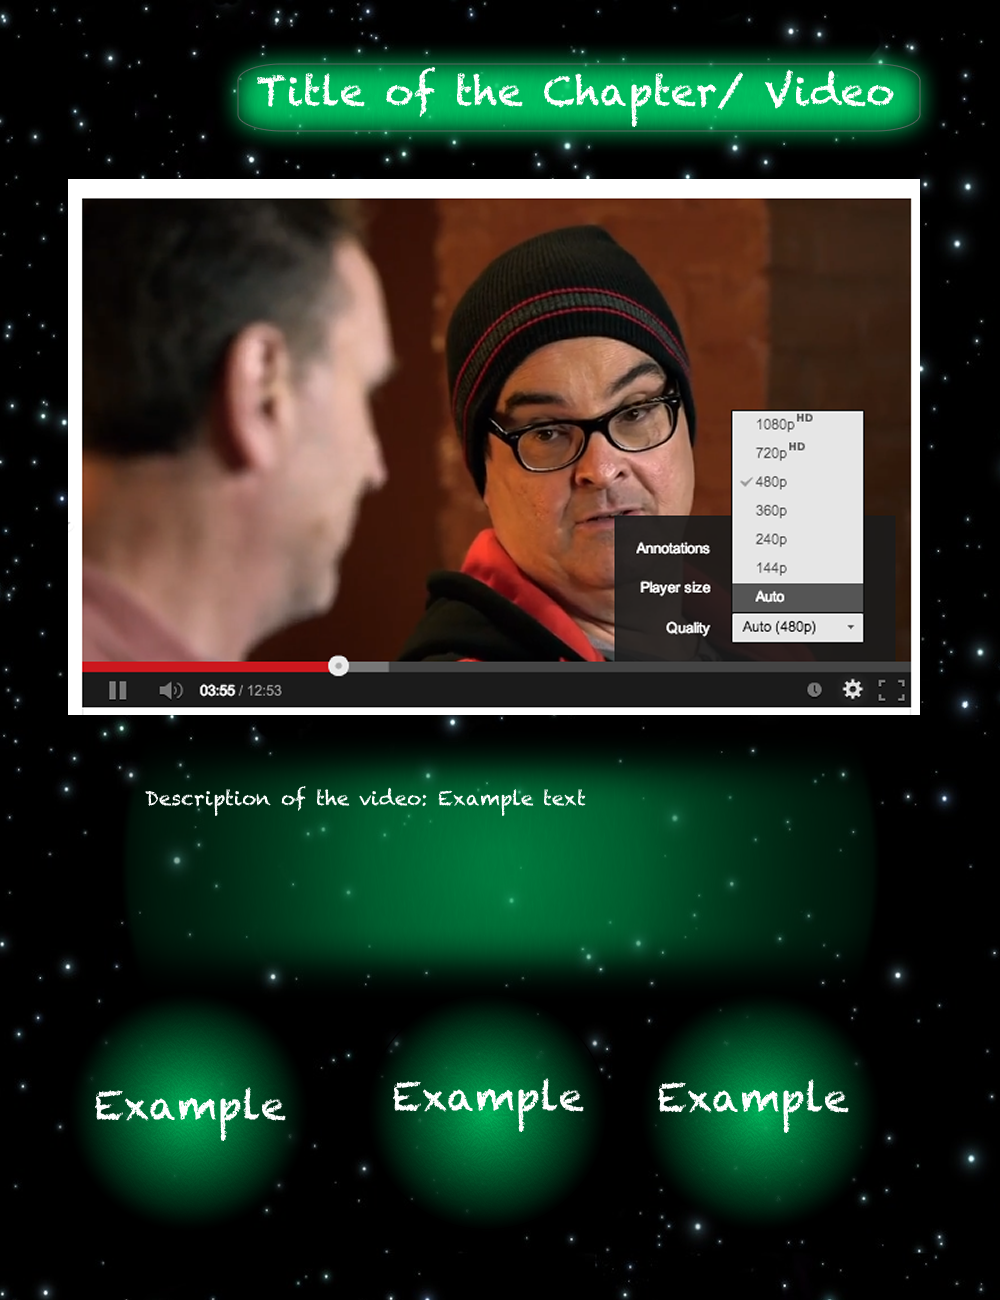 Title of the Chapter/ Video
1080p HD
720p HD
480p
360p
240p
144p
Annotations
Player size
Auto
Quality
Auto (480p)
03:55 / 12:53
Description of the video: Example text
Example
Example
Example